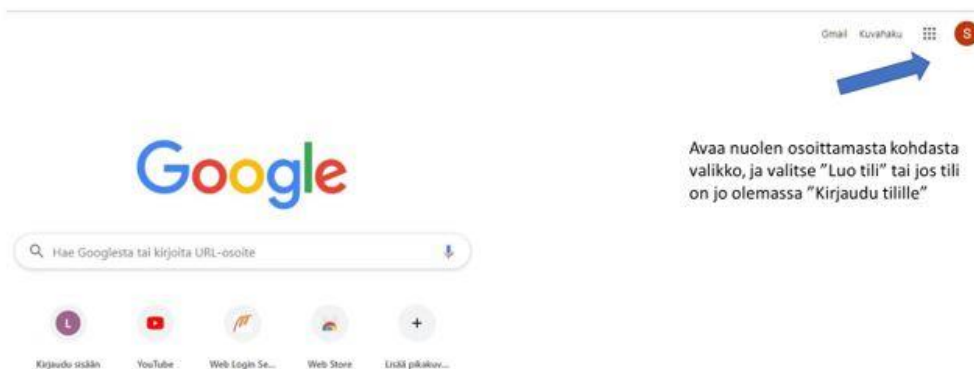 Gmail Kuvahaku
S
Google
Avaa nuolen osoittamasta kohdasta
valikko, ja valitse ”Luo tili” tai jos tili
on jo olemassa ”Kirjaudu tilille”
Hae Googlesta tai kirjoita URL-osoite
L
Kirjaudu sisään YouTube Web Login Se... Web Store Lisää pikakuv...